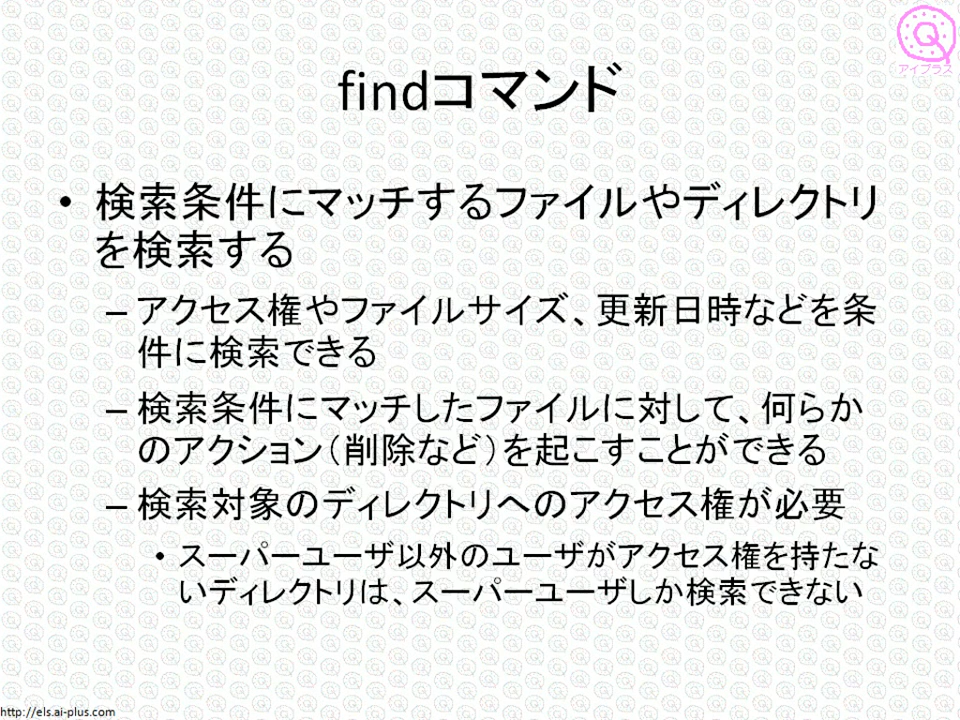 Q
アイプラス
findコマンド
• 検索条件にマッチするファイルやディレクトリ
を検索する
– アクセス権やファイルサイズ、更新日時などを条
件に検索できる
– 検索条件にマッチしたファイルに対して、何らか
のアクション（削除など）を起こすことができる
– 検索対象のディレクトリへのアクセス権が必要
• スーパーユーザ以外のユーザがアクセス権を持たな
いディレクトリは、スーパーユーザしか検索できない
http://els.ai-plus.com